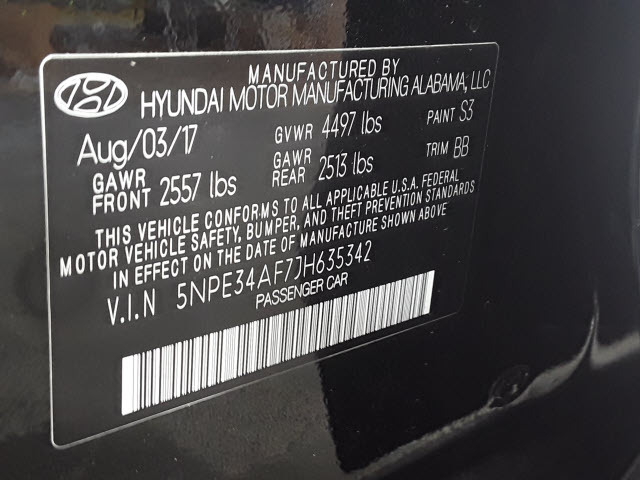 MANUFACTURED BY
HYUNDAI MOTOR MANUFACTURING ALABAMA, LLC
Aug/03/17 GVWR 4497 lbs PAINT S3
GAWR FRONT 2557 lbs GAWR REAR 2513 lbs TRIM BB
THIS VEHICLE CONFORMS TO ALL APPLICABLE U.S.A. FEDERAL
MOTOR VEHICLE SAFETY, BUMPER, AND THEFT PREVENTION STANDARDS
IN EFFECT ON THE DATE OF MANUFACTURE SHOWN ABOVE
V.I.N 5NPE34AF7JH635342
PASSENGER CAR